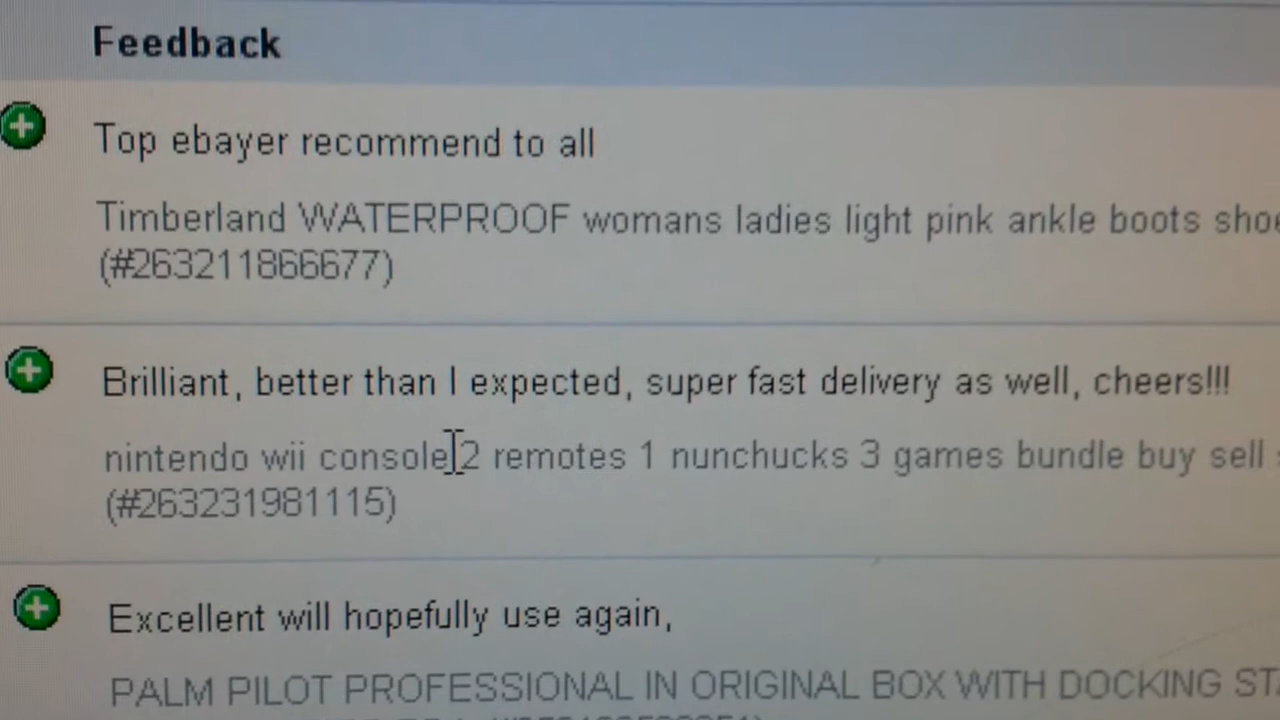 Feedback
Top ebayer recommend to all
Timberland WATERPROOF womans ladies light pink ankle boots
(#263211866677)
Brilliant, better than I expected, super fast delivery as well, cheers!!!
nintendo wii console 2 remotes 1 nunchucks 3 games bundle buy sell
(#263231981115)
Excellent will hopefully use again,
PALM PILOT PROFESSIONAL IN ORIGINAL BOX WITH DOCKING